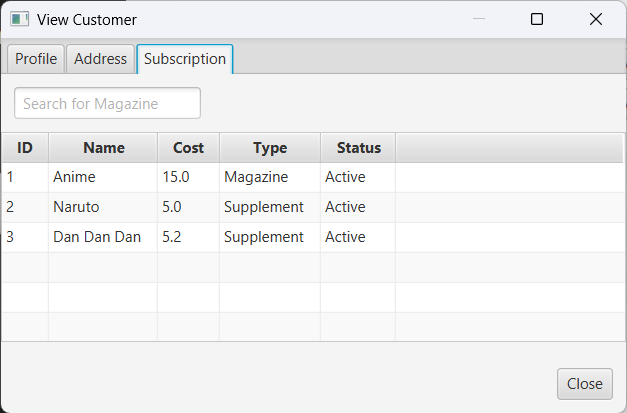 View Customer
Profile Address Subscription
Search for Magazine
ID Name Cost Type Status
1 Anime 15.0 Magazine Active
2 Naruto 5.0 Supplement Active
3 Dan Dan Dan 5.2 Supplement Active
Close